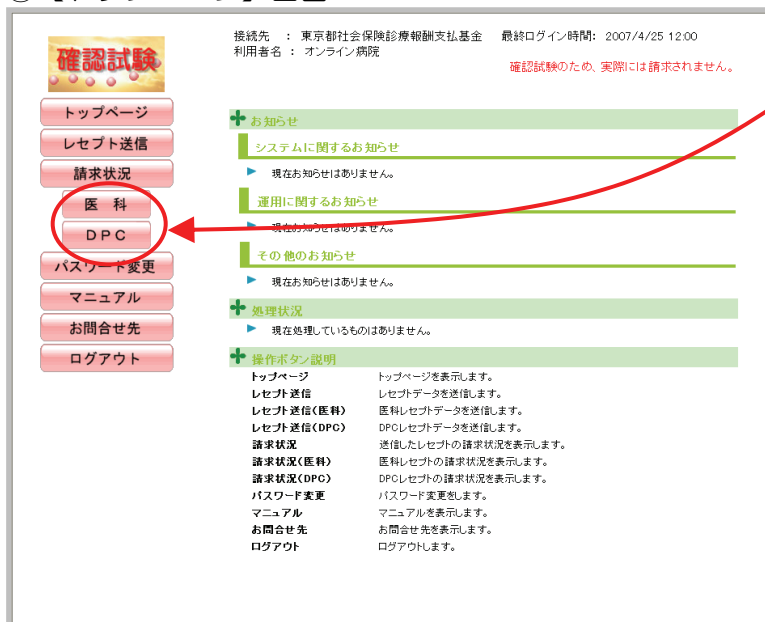 接続先 : 東京都社会保険診療報酬支払基金 最終ログイン時間: 2007/4/25 12:00
利用者名 : オンライン病院
確認試験のため、実際には請求されません。
確認試験
トップページ
レセプト送信
請求状況
医 科
DPC
パスワード変更
マニュアル
お問合せ先
ログアウト
お知らせ
システムに関するお知らせ
現在お知らせはありません。
運用に関するお知らせ
現在お知らせはありません。
その他のお知らせ
現在お知らせはありません。
処理状況
現在処理しているものはありません。
操作ボタン説明
トップページ トップページを表示します。
レセプト送信 レセプトデータを送信します。
レセプト送信(医科) 医科レセプトデータを送信します。
レセプト送信(DPC) DPCレセプトデータを送信します。
請求状況 送信したレセプトの請求状況を表示します。
請求状況(医科) 医科レセプトの請求状況を表示します。
請求状況(DPC) DPCレセプトの請求状況を表示します。
パスワード変更 パスワード変更をします。
マニュアル マニュアルを表示します。
お問合せ先 お問合せ先を表示します。
ログアウト ログアウトします。